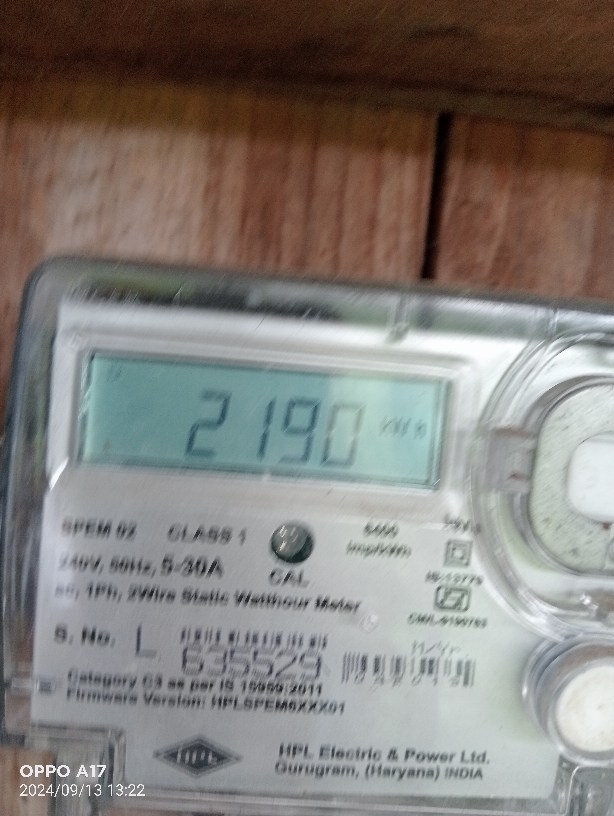 2190 kWh
SPEM 02 CLASS 1 6400 imp/kWh
240V, 50Hz, 5-30A CAL
1Ph, 2Wire Static Watthour Meter
S. No. L 635529 M/Yr.
Category C3 as per IS 15959:2011
Firmware Version: HPLSPEM6XXX01
HPL
HPL Electric & Power Ltd.
Gurugram, (Haryana) INDIA
OPPO A17
2024/09/13 13:22